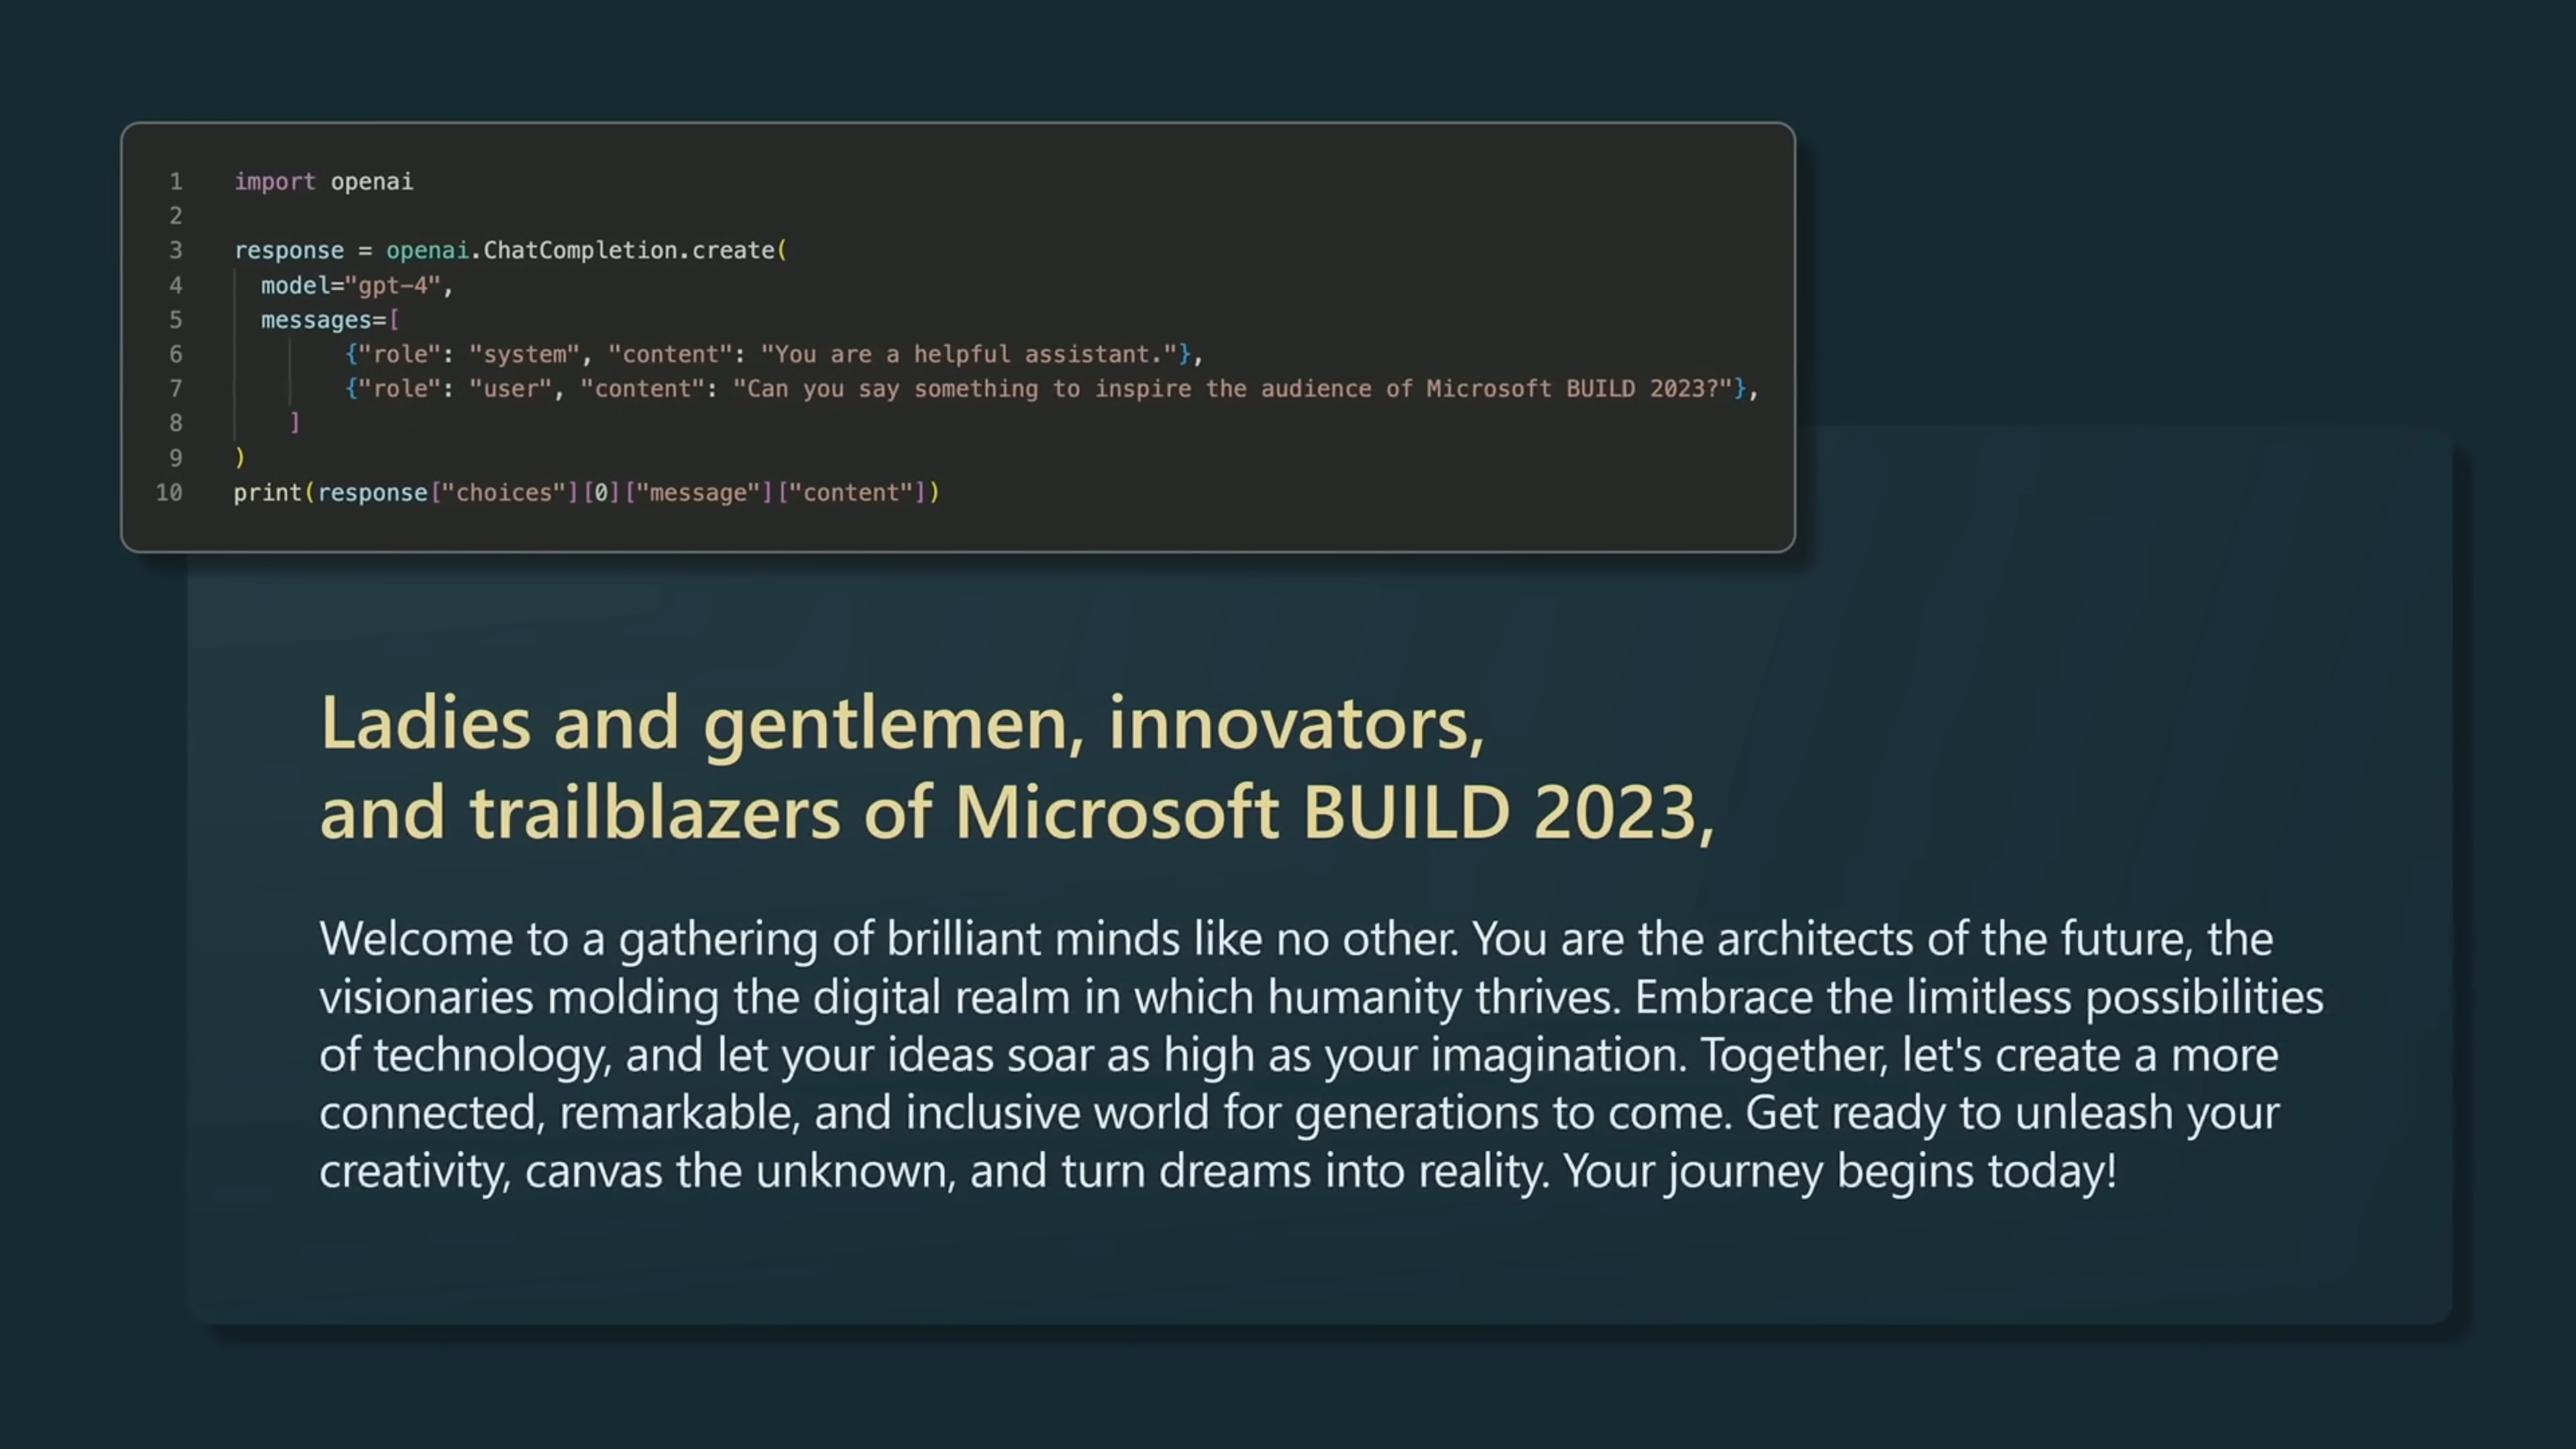 1 import openai
2
3 response = openai.ChatCompletion.create(
4   model="gpt-4",
5   messages=[
6         {"role": "system", "content": "You are a helpful assistant."},
7         {"role": "user", "content": "Can you say something to inspire the audience of Microsoft BUILD 2023?"},
8     ]
9 )
10 print(response["choices"][0]["message"]["content"])
Ladies and gentlemen, innovators,
and trailblazers of Microsoft BUILD 2023,
Welcome to a gathering of brilliant minds like no other. You are the architects of the future, the
visionaries molding the digital realm in which humanity thrives. Embrace the limitless possibilities
of technology, and let your ideas soar as high as your imagination. Together, let's create a more
connected, remarkable, and inclusive world for generations to come. Get ready to unleash your
creativity, canvas the unknown, and turn dreams into reality. Your journey begins today!